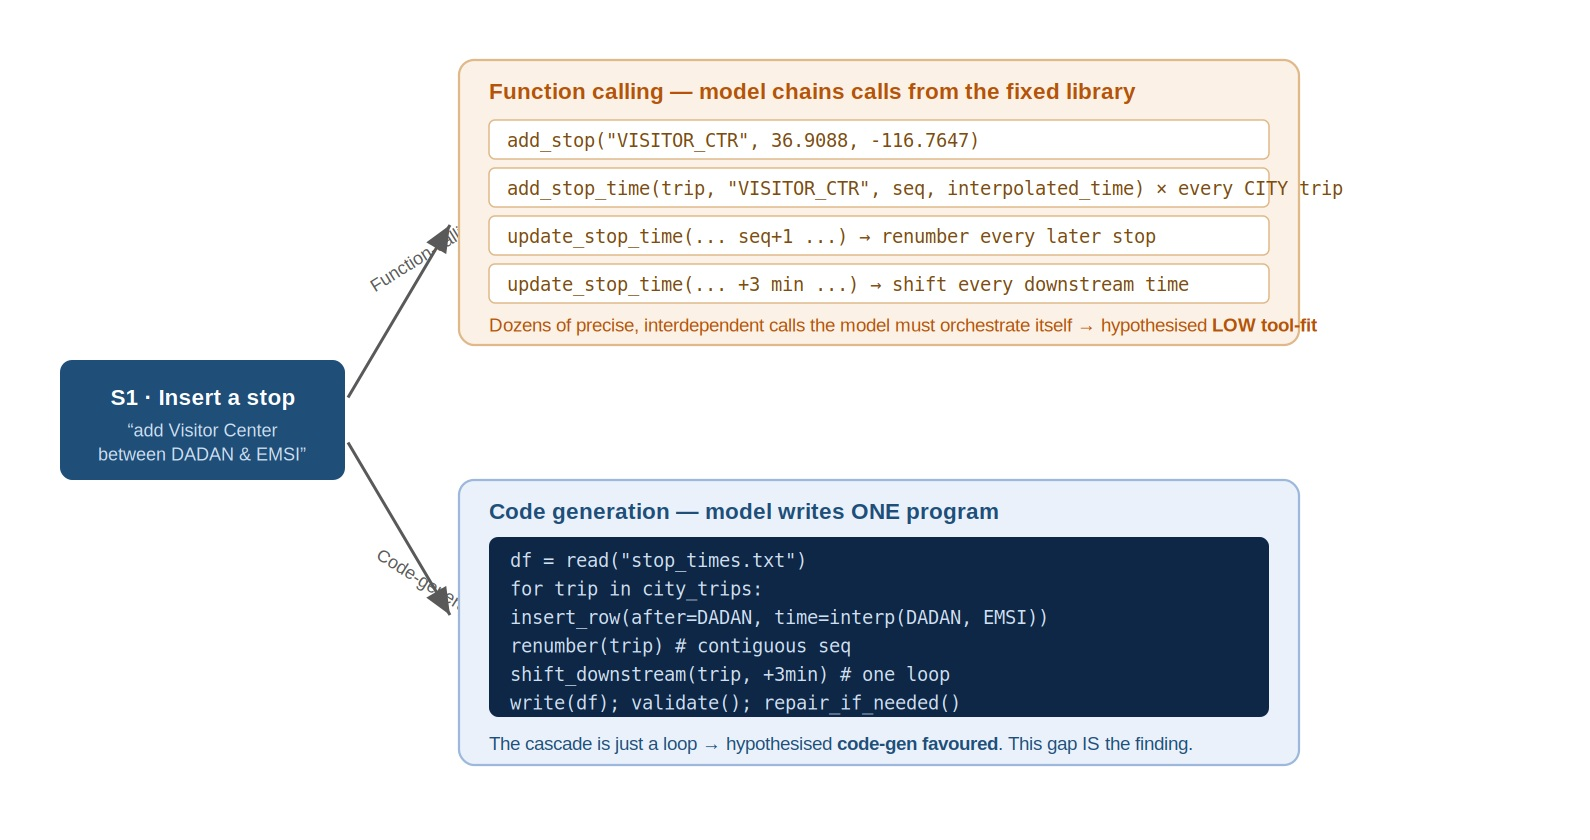 Function calling — model chains calls from the fixed library
add_stop("VISITOR_CTR", 36.9088, -116.7647)
add_stop_time(trip, "VISITOR_CTR", seq, interpolated_time) × every CITY trip
update_stop_time(... seq+1 ...) → renumber every later stop
update_stop_time(... +3 min ...) → shift every downstream time
Dozens of precise, interdependent calls the model must orchestrate itself → hypothesised LOW tool-fit
Function
S1 · Insert a stop
“add Visitor Center
between DADAN & EMSI”
Code generation — model writes ONE program
df = read("stop_times.txt")
for trip in city_trips:
insert_row(after=DADAN, time=interp(DADAN, EMSI))
renumber(trip) # contiguous seq
shift_downstream(trip, +3min) # one loop
write(df); validate(); repair_if_needed()
The cascade is just a loop → hypothesised code-gen favoured. This gap IS the finding.